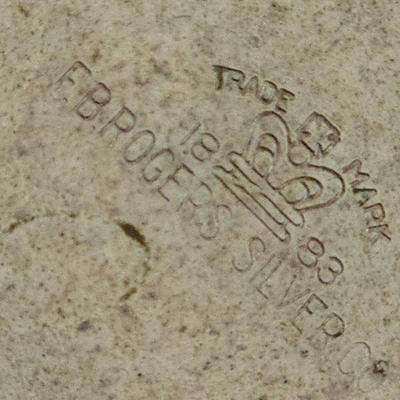 TRADE MARK
18 83
F.B.ROGERS SILVER CO